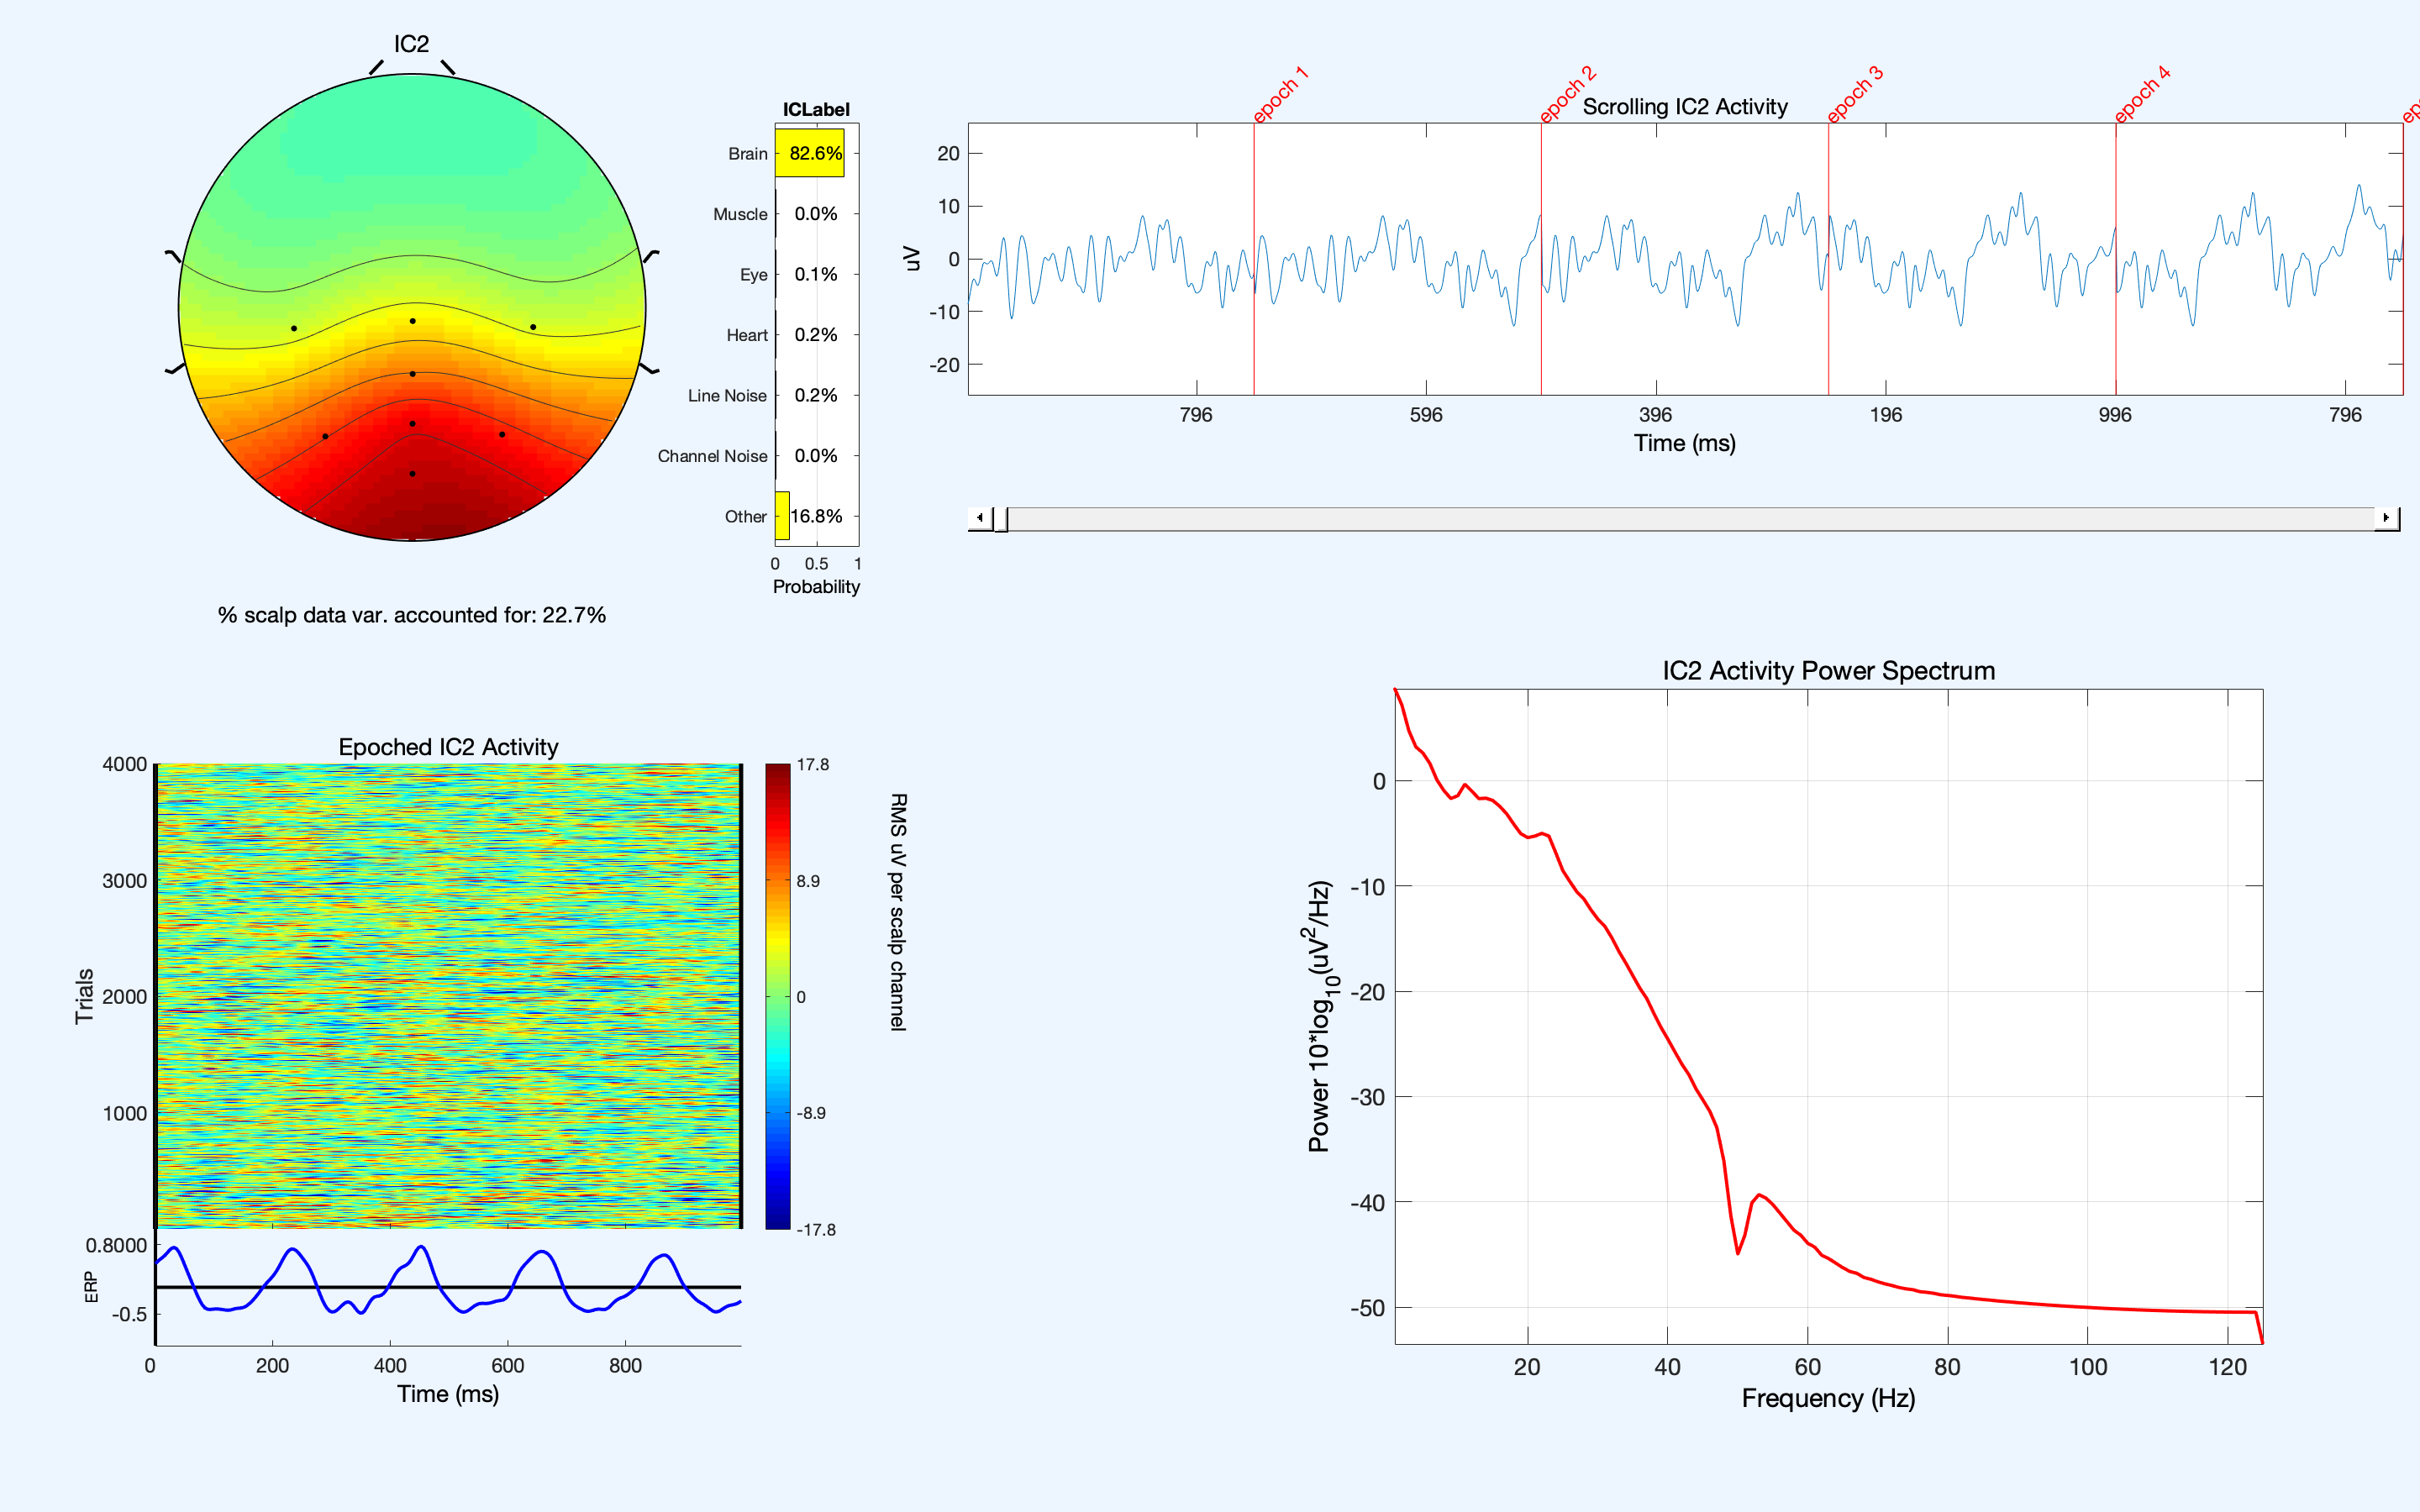 IC2
ICLabel
Brain 82.6%
Muscle 0.0%
Eye 0.1%
Heart 0.2%
Line Noise 0.2%
Channel Noise 0.0%
Other 16.8%
0 0.5 1
Probability
% scalp data var. accounted for: 22.7%
epoch 1 epoch 2 epoch 3 epoch 4
Scrolling IC2 Activity
uV
20
10
0
-10
-20
796 596 396 196 996 796
Time (ms)
Epoched IC2 Activity
Trials
4000
3000
2000
1000
17.8
8.9
0
-8.9
-17.8
RMS uV per scalp channel
ERP
0.8000
-0.5
0 200 400 600 800
Time (ms)
IC2 Activity Power Spectrum
Power 10*log10(uV2/Hz)
0
-10
-20
-30
-40
-50
20 40 60 80 100 120
Frequency (Hz)